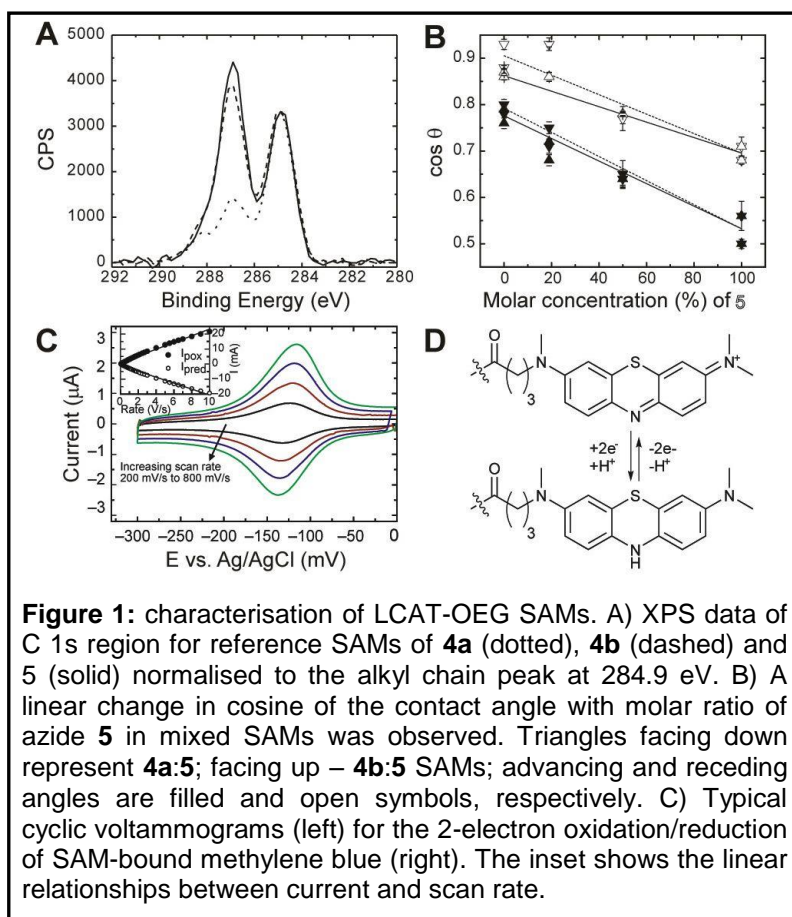 A
5000
4000
3000
2000
1000
0
CPS
292 290 288 286 284 282 280
Binding Energy (eV)
B
0.9
0.8
0.7
0.6
0.5
cos θ
0 20 40 60 80 100
Molar concentration (%) of 5
C
3
2
1
0
−1
−2
−3
Current (μA)
Ipox
Ipred.
20
10
0
-10
-20
I (mA)
0 2 4 6 8 10
Rate (V/s)
Increasing scan rate
200 mV/s to 800 mV/s
−300 −250 −200 −150 −100 −50 0
E vs. Ag/AgCl (mV)
D
O
N
3
S
N
N+
+2e- -2e-
+H+ -H+
O
N
3
S
N
H
N
Figure 1: characterisation of LCAT-OEG SAMs. A) XPS data of
C 1s region for reference SAMs of 4a (dotted), 4b (dashed) and
5 (solid) normalised to the alkyl chain peak at 284.9 eV. B) A
linear change in cosine of the contact angle with molar ratio of
azide 5 in mixed SAMs was observed. Triangles facing down
represent 4a:5; facing up – 4b:5 SAMs; advancing and receding
angles are filled and open symbols, respectively. C) Typical
cyclic voltammograms (left) for the 2-electron oxidation/reduction
of SAM-bound methylene blue (right). The inset shows the linear
relationships between current and scan rate.